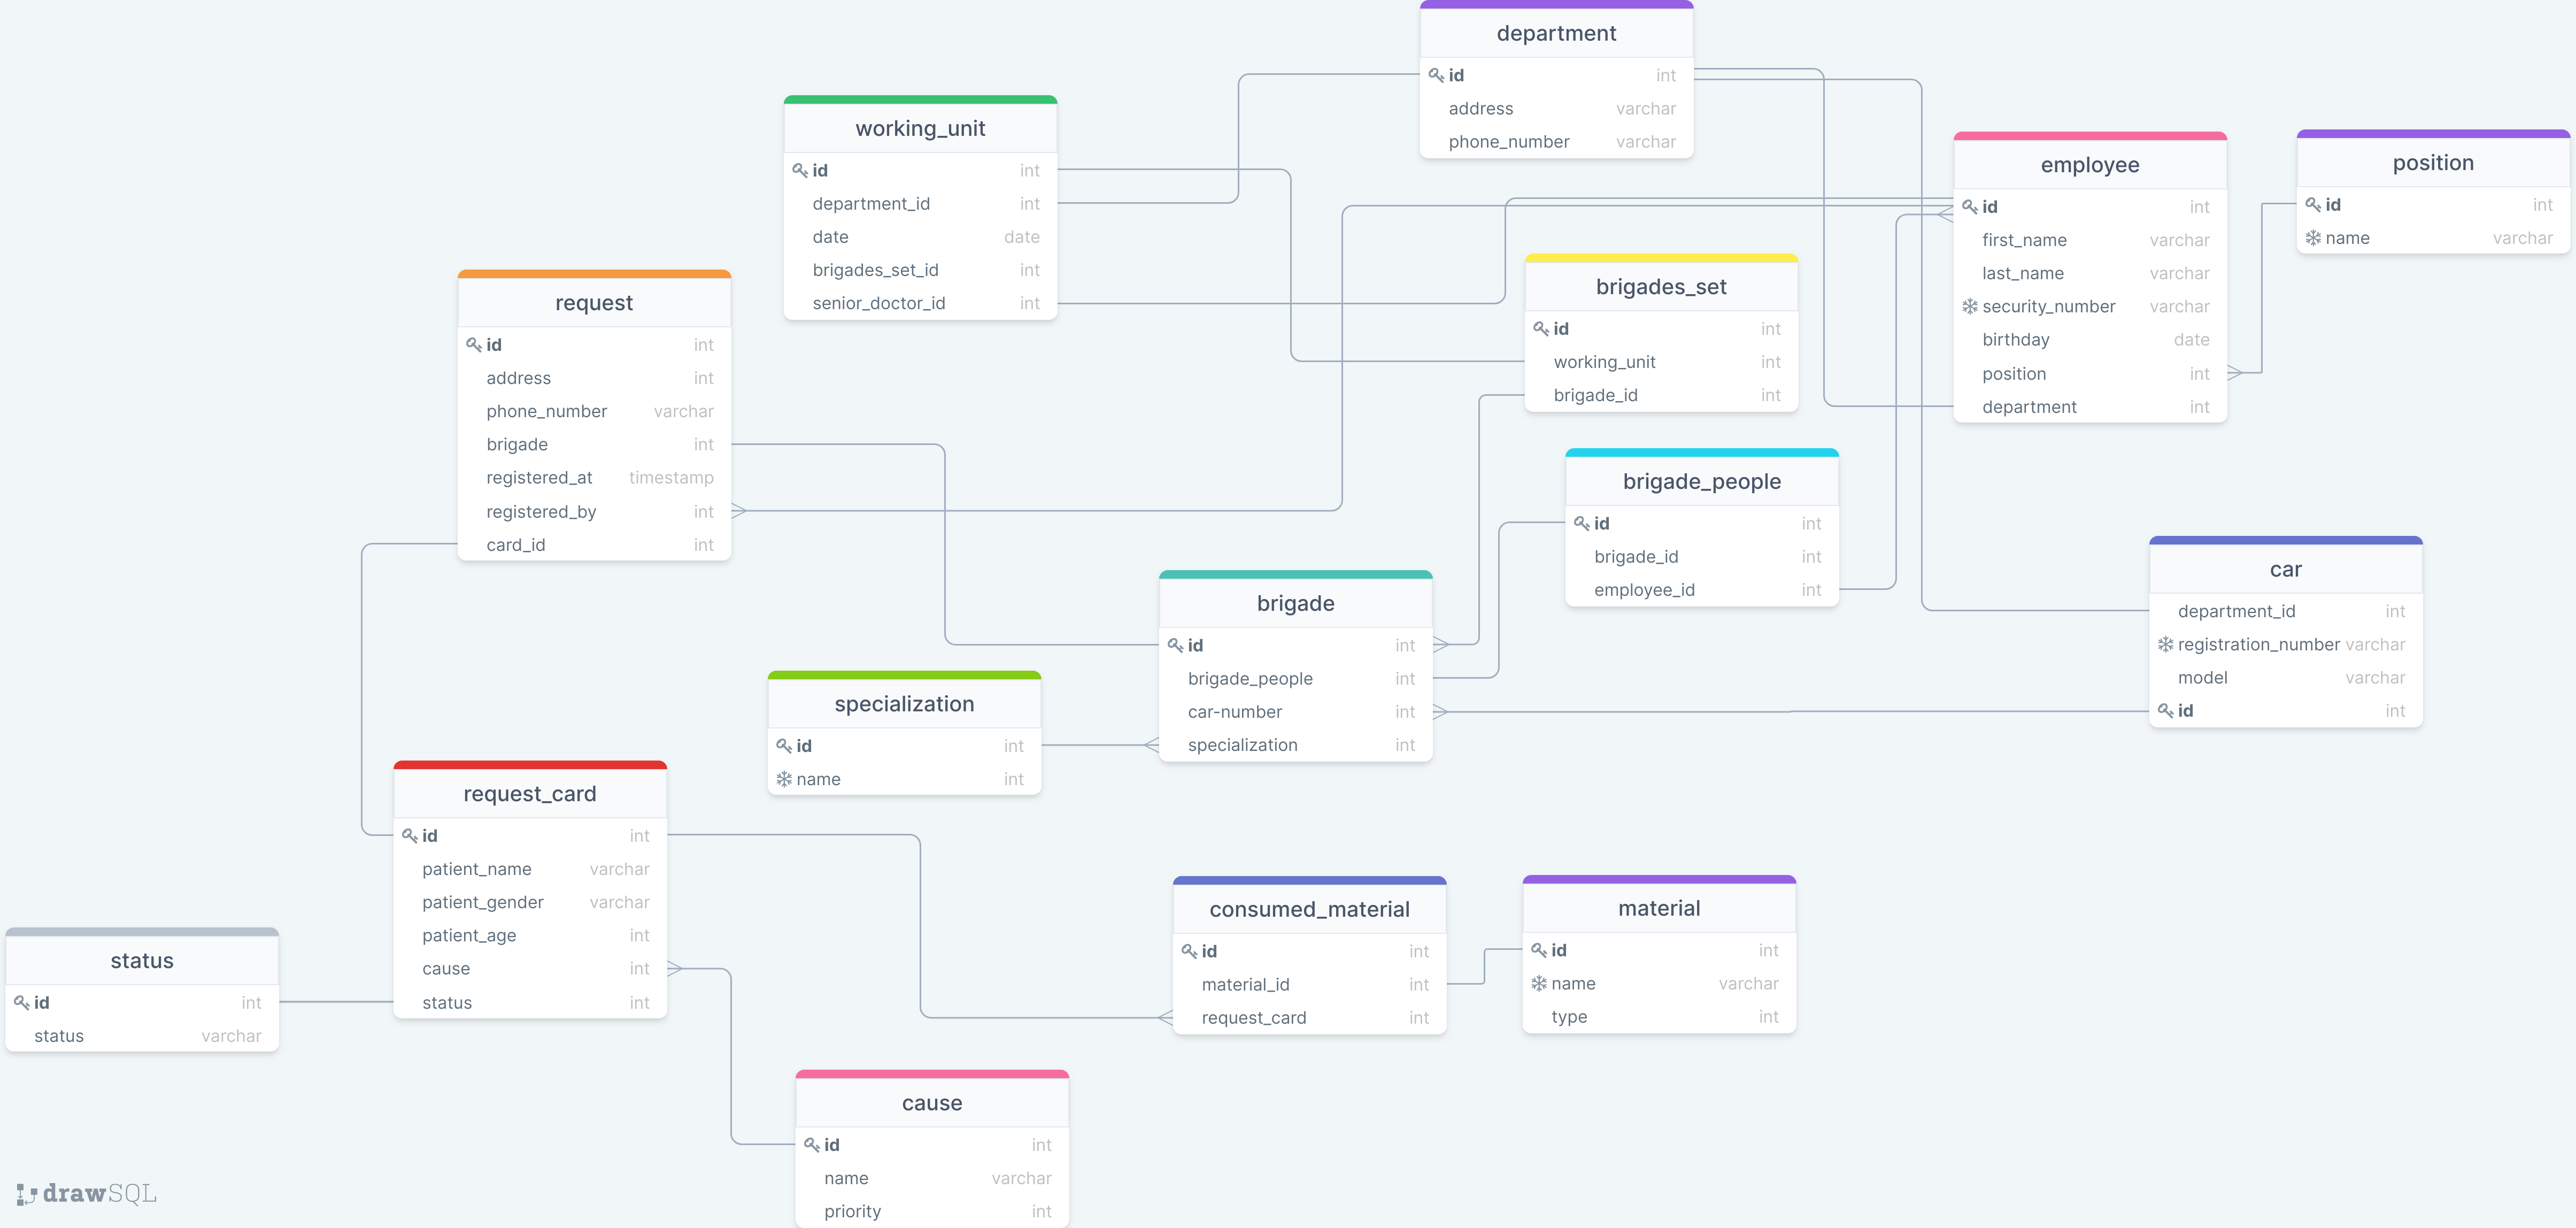 department
id int
address varchar
phone_number varchar
working_unit
id int
department_id int
date date
brigades_set_id int
senior_doctor_id int
employee
id int
first_name varchar
last_name varchar
security_number varchar
birthday date
position int
department int
position
id int
name varchar
request
id int
address int
phone_number varchar
brigade int
registered_at timestamp
registered_by int
card_id int
brigades_set
id int
working_unit int
brigade_id int
brigade_people
id int
brigade_id int
employee_id int
car
department_id int
registration_number varchar
model varchar
id int
brigade
id int
brigade_people int
car-number int
specialization int
specialization
id int
name int
request_card
id int
patient_name varchar
patient_gender varchar
patient_age int
cause int
status int
consumed_material
id int
material_id int
request_card int
material
id int
name varchar
type int
status
id int
status varchar
cause
id int
name varchar
priority int
drawSQL